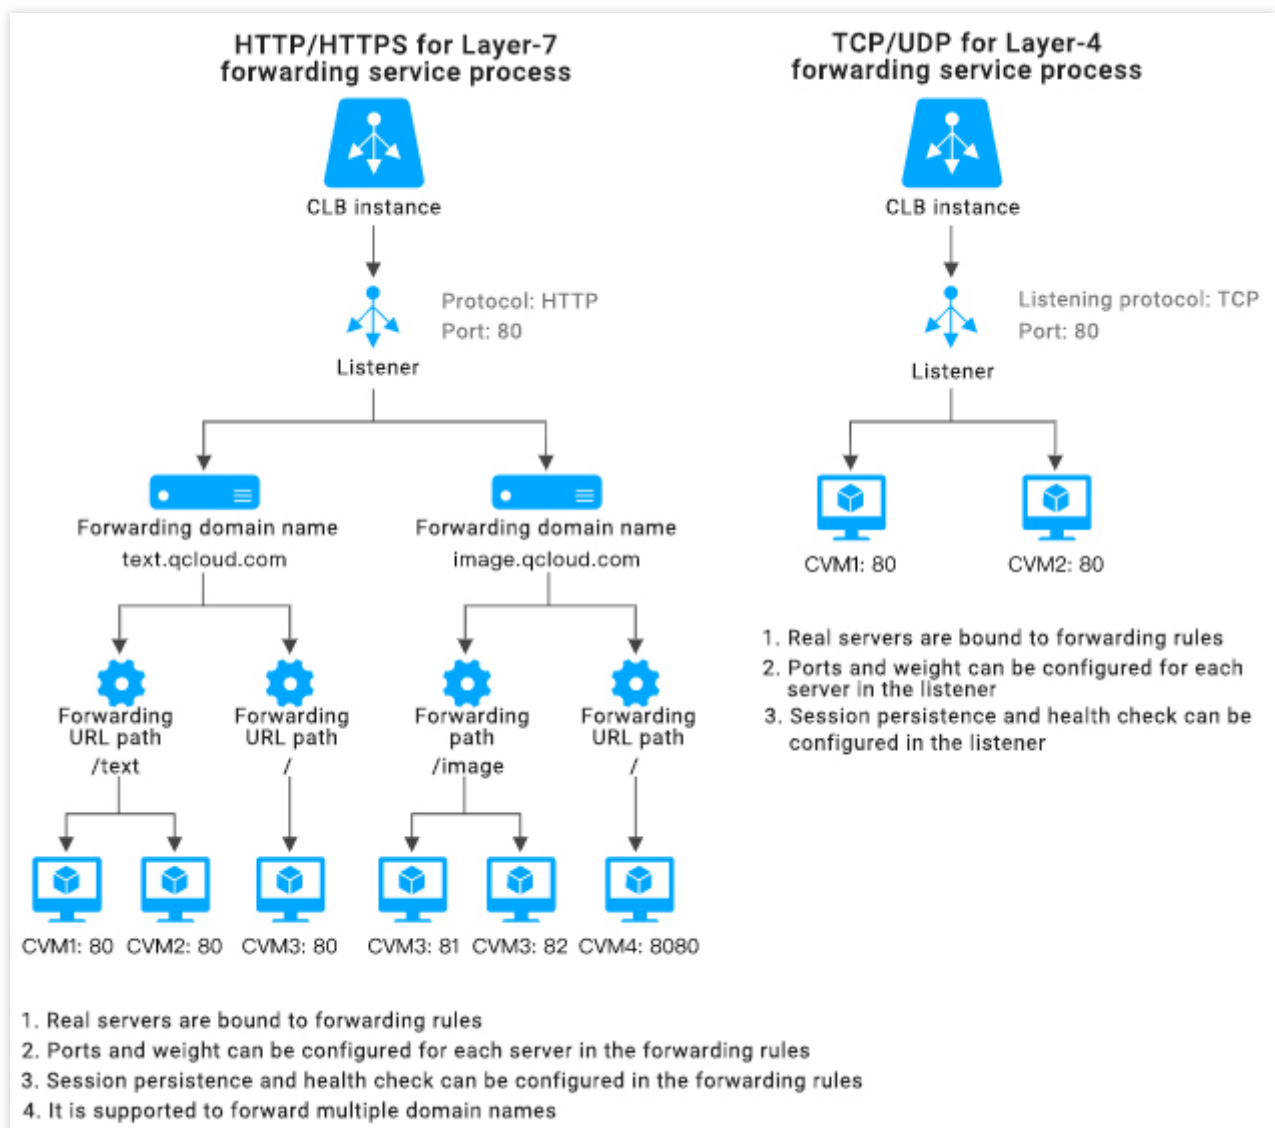 HTTP/HTTPS for Layer-7
forwarding service process
CLB instance
Protocol: HTTP
Port: 80
Listener
Forwarding domain name
text.qcloud.com
Forwarding domain name
image.qcloud.com
Forwarding
URL path
/text
Forwarding
URL path
/
Forwarding
path
/image
Forwarding
URL path
/
CVM1: 80
CVM2: 80
CVM3: 80
CVM3: 81
CVM3: 82
CVM4: 8080
1. Real servers are bound to forwarding rules
2. Ports and weight can be configured for each server in the forwarding rules
3. Session persistence and health check can be configured in the forwarding rules
4. It is supported to forward multiple domain names
TCP/UDP for Layer-4
forwarding service process
CLB instance
Listening protocol: TCP
Port: 80
Listener
CVM1: 80
CVM2: 80
1. Real servers are bound to forwarding rules
2. Ports and weight can be configured for each
server in the listener
3. Session persistence and health check can be
configured in the listener